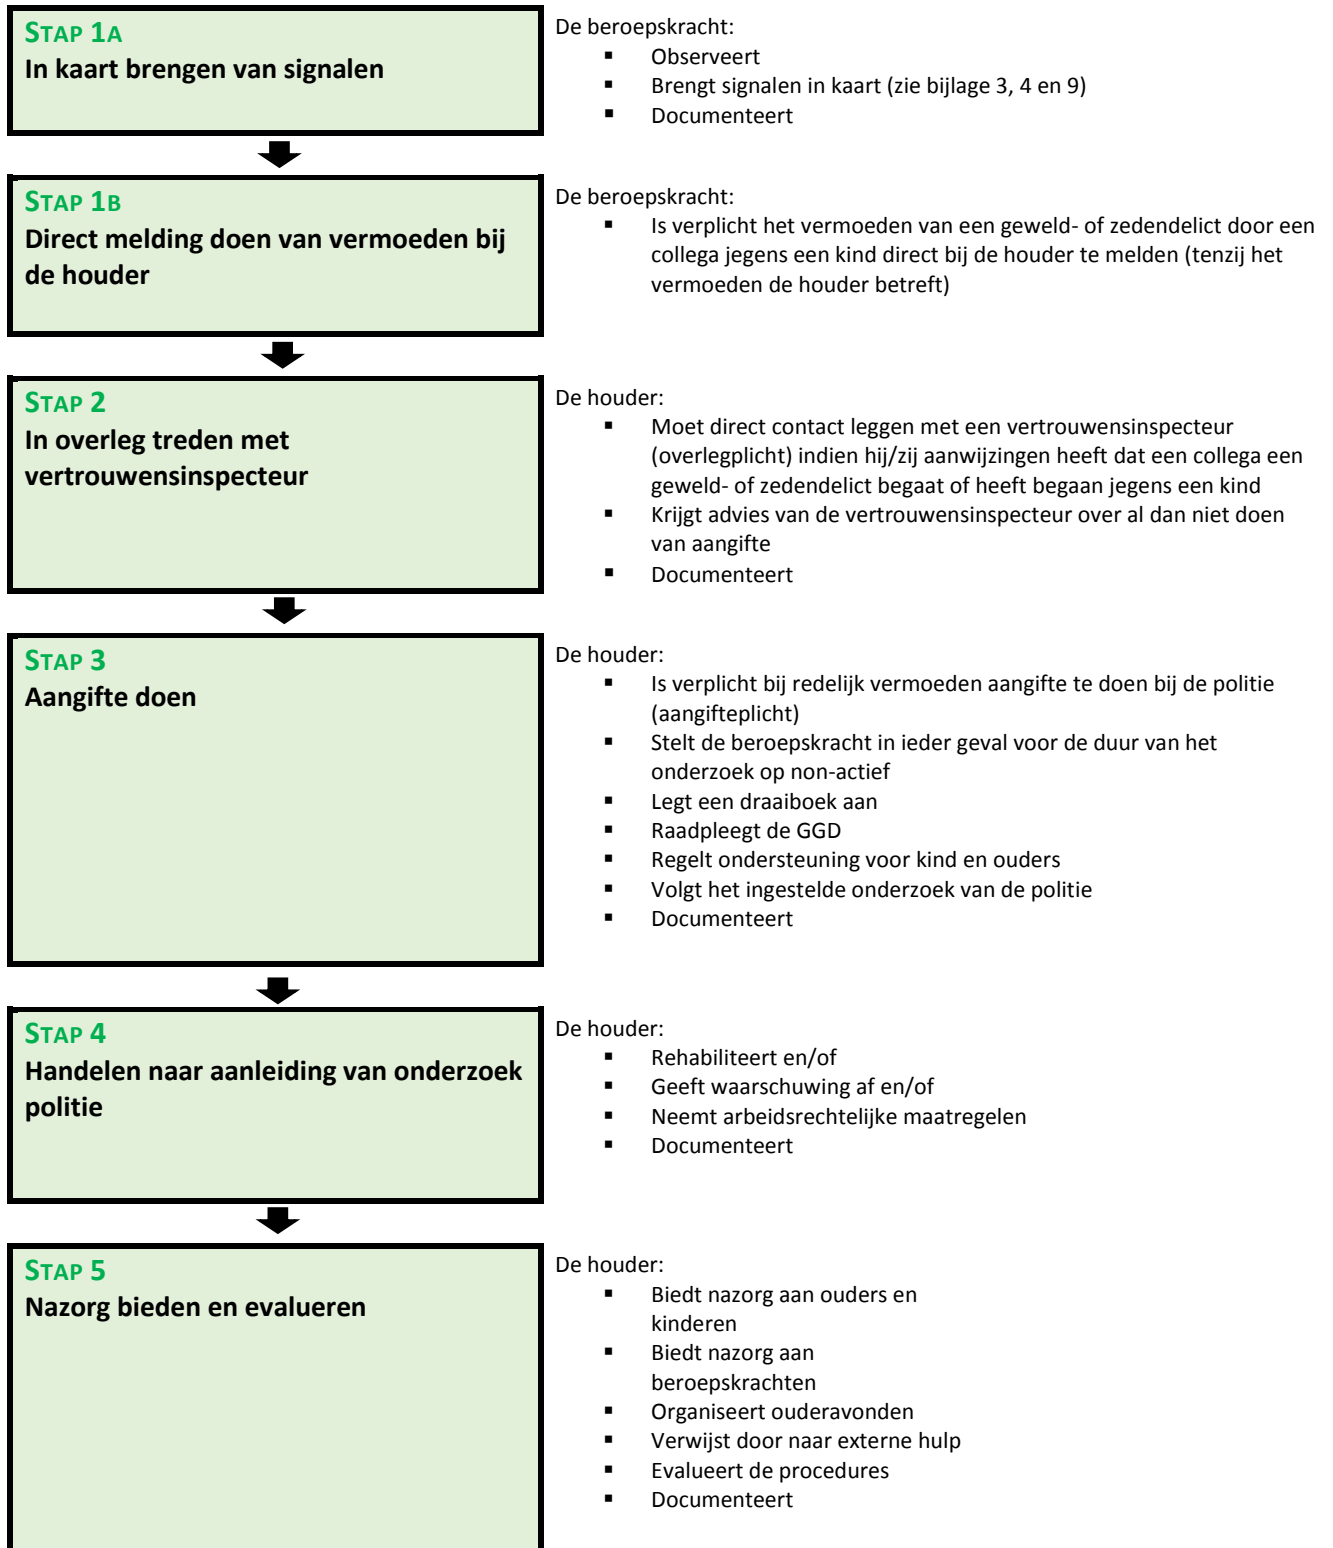 STAP 1A
In kaart brengen van signalen
De beroepskracht:
▪ Observeert
▪ Brengt signalen in kaart (zie bijlage 3, 4 en 9)
▪ Documenteert
STAP 1B
Direct melding doen van vermoeden bij
de houder
De beroepskracht:
▪ Is verplicht het vermoeden van een geweld- of zedendelict door een
collega jegens een kind direct bij de houder te melden (tenzij het
vermoeden de houder betreft)
STAP 2
In overleg treden met
vertrouwensinspecteur
De houder:
▪ Moet direct contact leggen met een vertrouwensinspecteur
(overlegplicht) indien hij/zij aanwijzingen heeft dat een collega een
geweld- of zedendelict begaat of heeft begaan jegens een kind
▪ Krijgt advies van de vertrouwensinspecteur over al dan niet doen
van aangifte
▪ Documenteert
STAP 3
Aangifte doen
De houder:
▪ Is verplicht bij redelijk vermoeden aangifte te doen bij de politie
(aangifteplicht)
▪ Stelt de beroepskracht in ieder geval voor de duur van het
onderzoek op non-actief
▪ Legt een draaiboek aan
▪ Raadpleegt de GGD
▪ Regelt ondersteuning voor kind en ouders
▪ Volgt het ingestelde onderzoek van de politie
▪ Documenteert
STAP 4
Handelen naar aanleiding van onderzoek
politie
De houder:
▪ Rehabiliteert en/of
▪ Geeft waarschuwing af en/of
▪ Neemt arbeidsrechtelijke maatregelen
▪ Documenteert
STAP 5
Nazorg bieden en evalueren
De houder:
▪ Biedt nazorg aan ouders en
kinderen
▪ Biedt nazorg aan
beroepskrachten
▪ Organiseert ouderavonden
▪ Verwijst door naar externe hulp
▪ Evalueert de procedures
▪ Documenteert